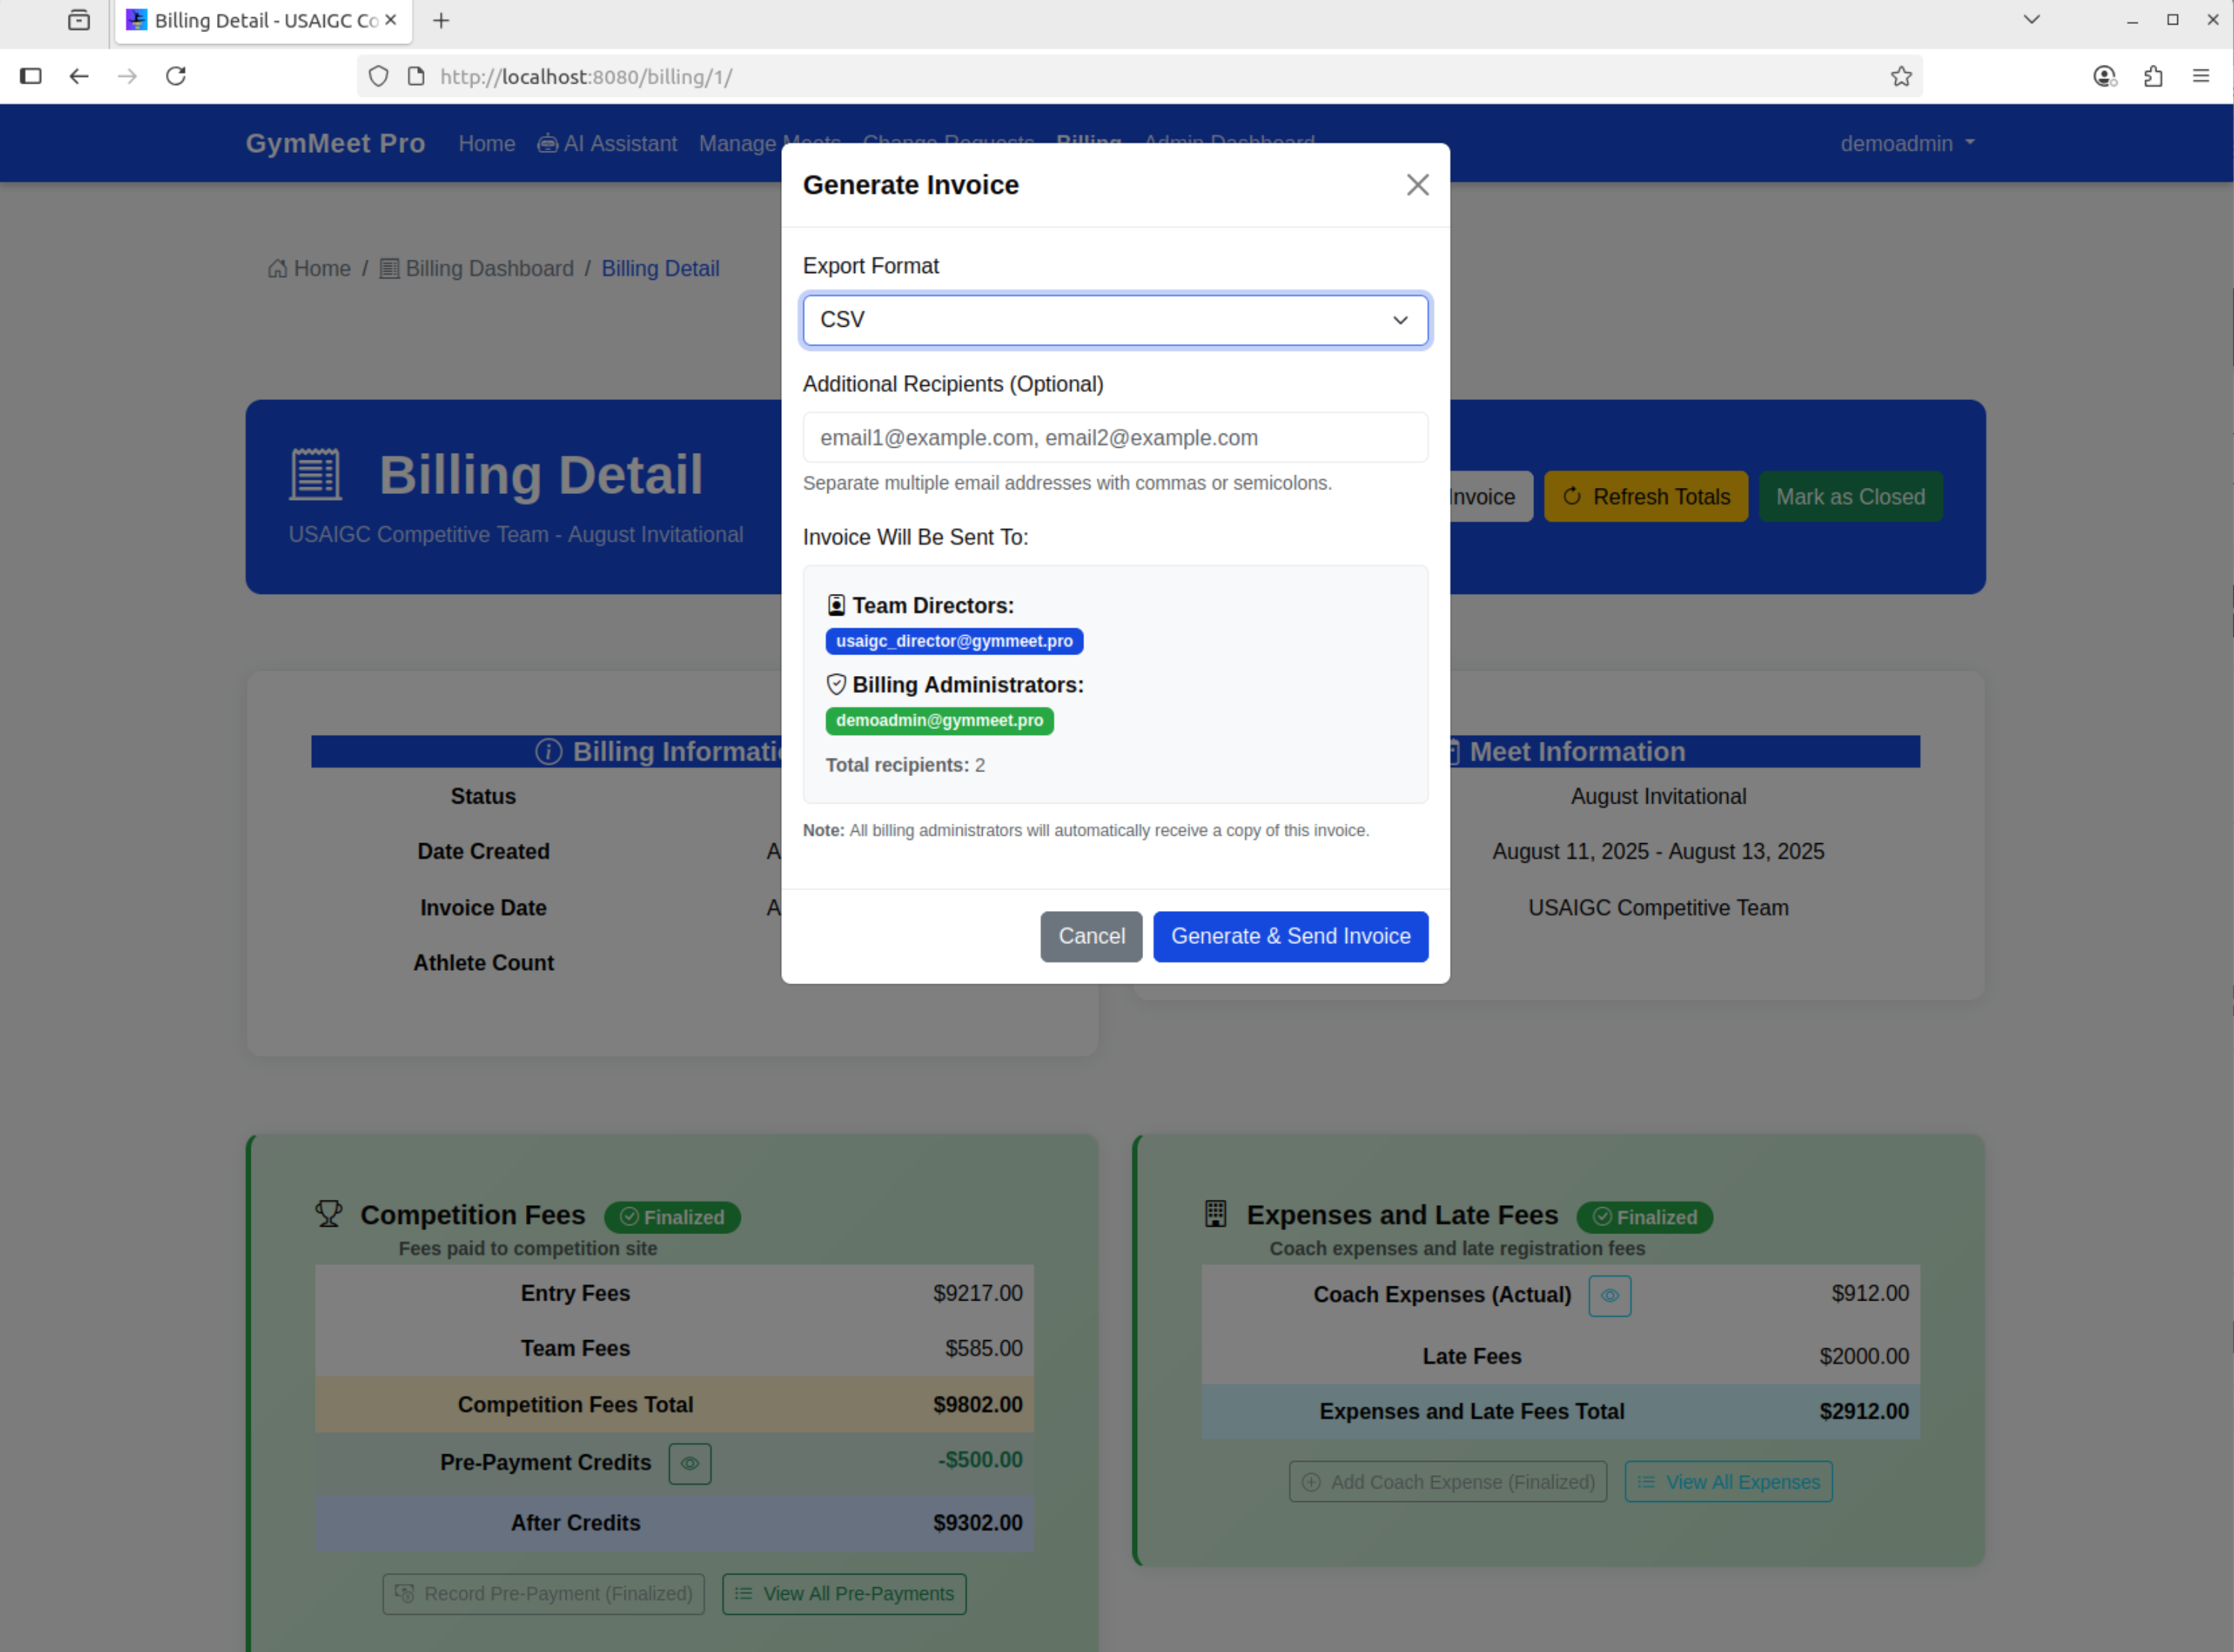 Billing Detail - USAIGC Co
http://localhost:8080/billing/1/
GymMeet Pro Home AI Assistant Manage Meets Change Requests Billing Admin Dashboard demoadmin
Generate Invoice
Home / Billing Dashboard / Billing Detail
Export Format
CSV
Additional Recipients (Optional)
email1@example.com, email2@example.com
Separate multiple email addresses with commas or semicolons.
Billing Detail
USAIGC Competitive Team - August Invitational
Invoice Refresh Totals Mark as Closed
Invoice Will Be Sent To:
Team Directors:
usaigc_director@gymmeet.pro
Billing Administrators:
demoadmin@gymmeet.pro
Total recipients: 2
Note: All billing administrators will automatically receive a copy of this invoice.
Cancel Generate & Send Invoice
Status
Date Created A
Invoice Date A
Athlete Count
Meet Information
August Invitational
August 11, 2025 - August 13, 2025
USAIGC Competitive Team
Competition Fees Finalized
Fees paid to competition site
Entry Fees $9217.00
Team Fees $585.00
Competition Fees Total $9802.00
Pre-Payment Credits -$500.00
After Credits $9302.00
Record Pre-Payment (Finalized) View All Pre-Payments
Expenses and Late Fees Finalized
Coach expenses and late registration fees
Coach Expenses (Actual) $912.00
Late Fees $2000.00
Expenses and Late Fees Total $2912.00
Add Coach Expense (Finalized) View All Expenses
Billing Informati